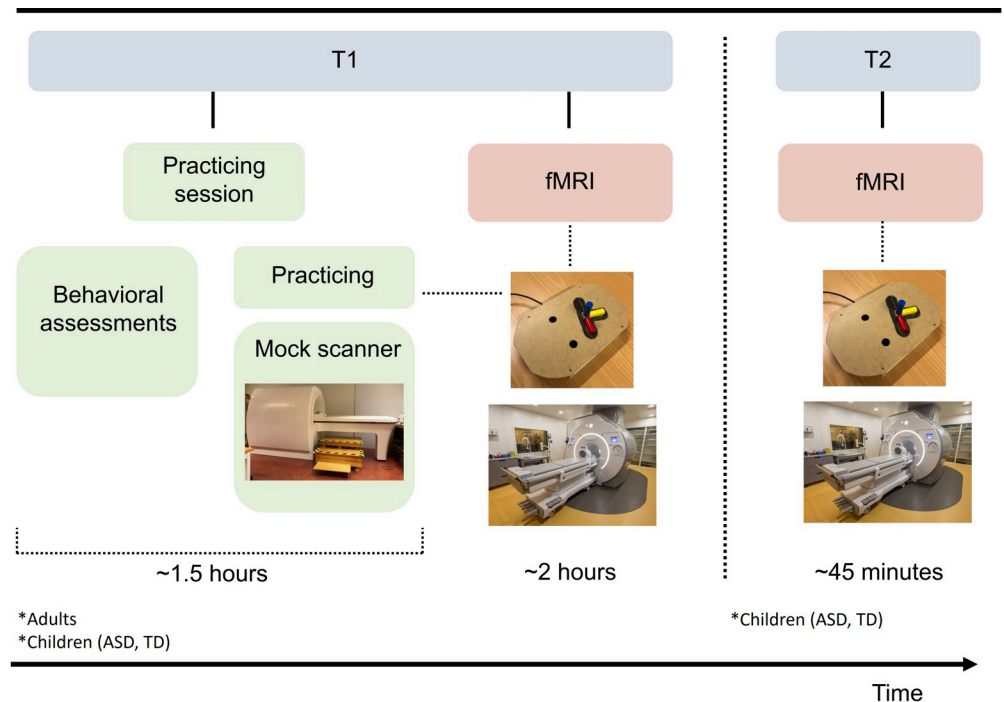 T1
T2
Practicing
session
fMRI
fMRI
Behavioral
assessments
Practicing
Mock scanner
~1.5 hours
~2 hours
~45 minutes
*Adults
*Children (ASD, TD)
*Children (ASD, TD)
Time